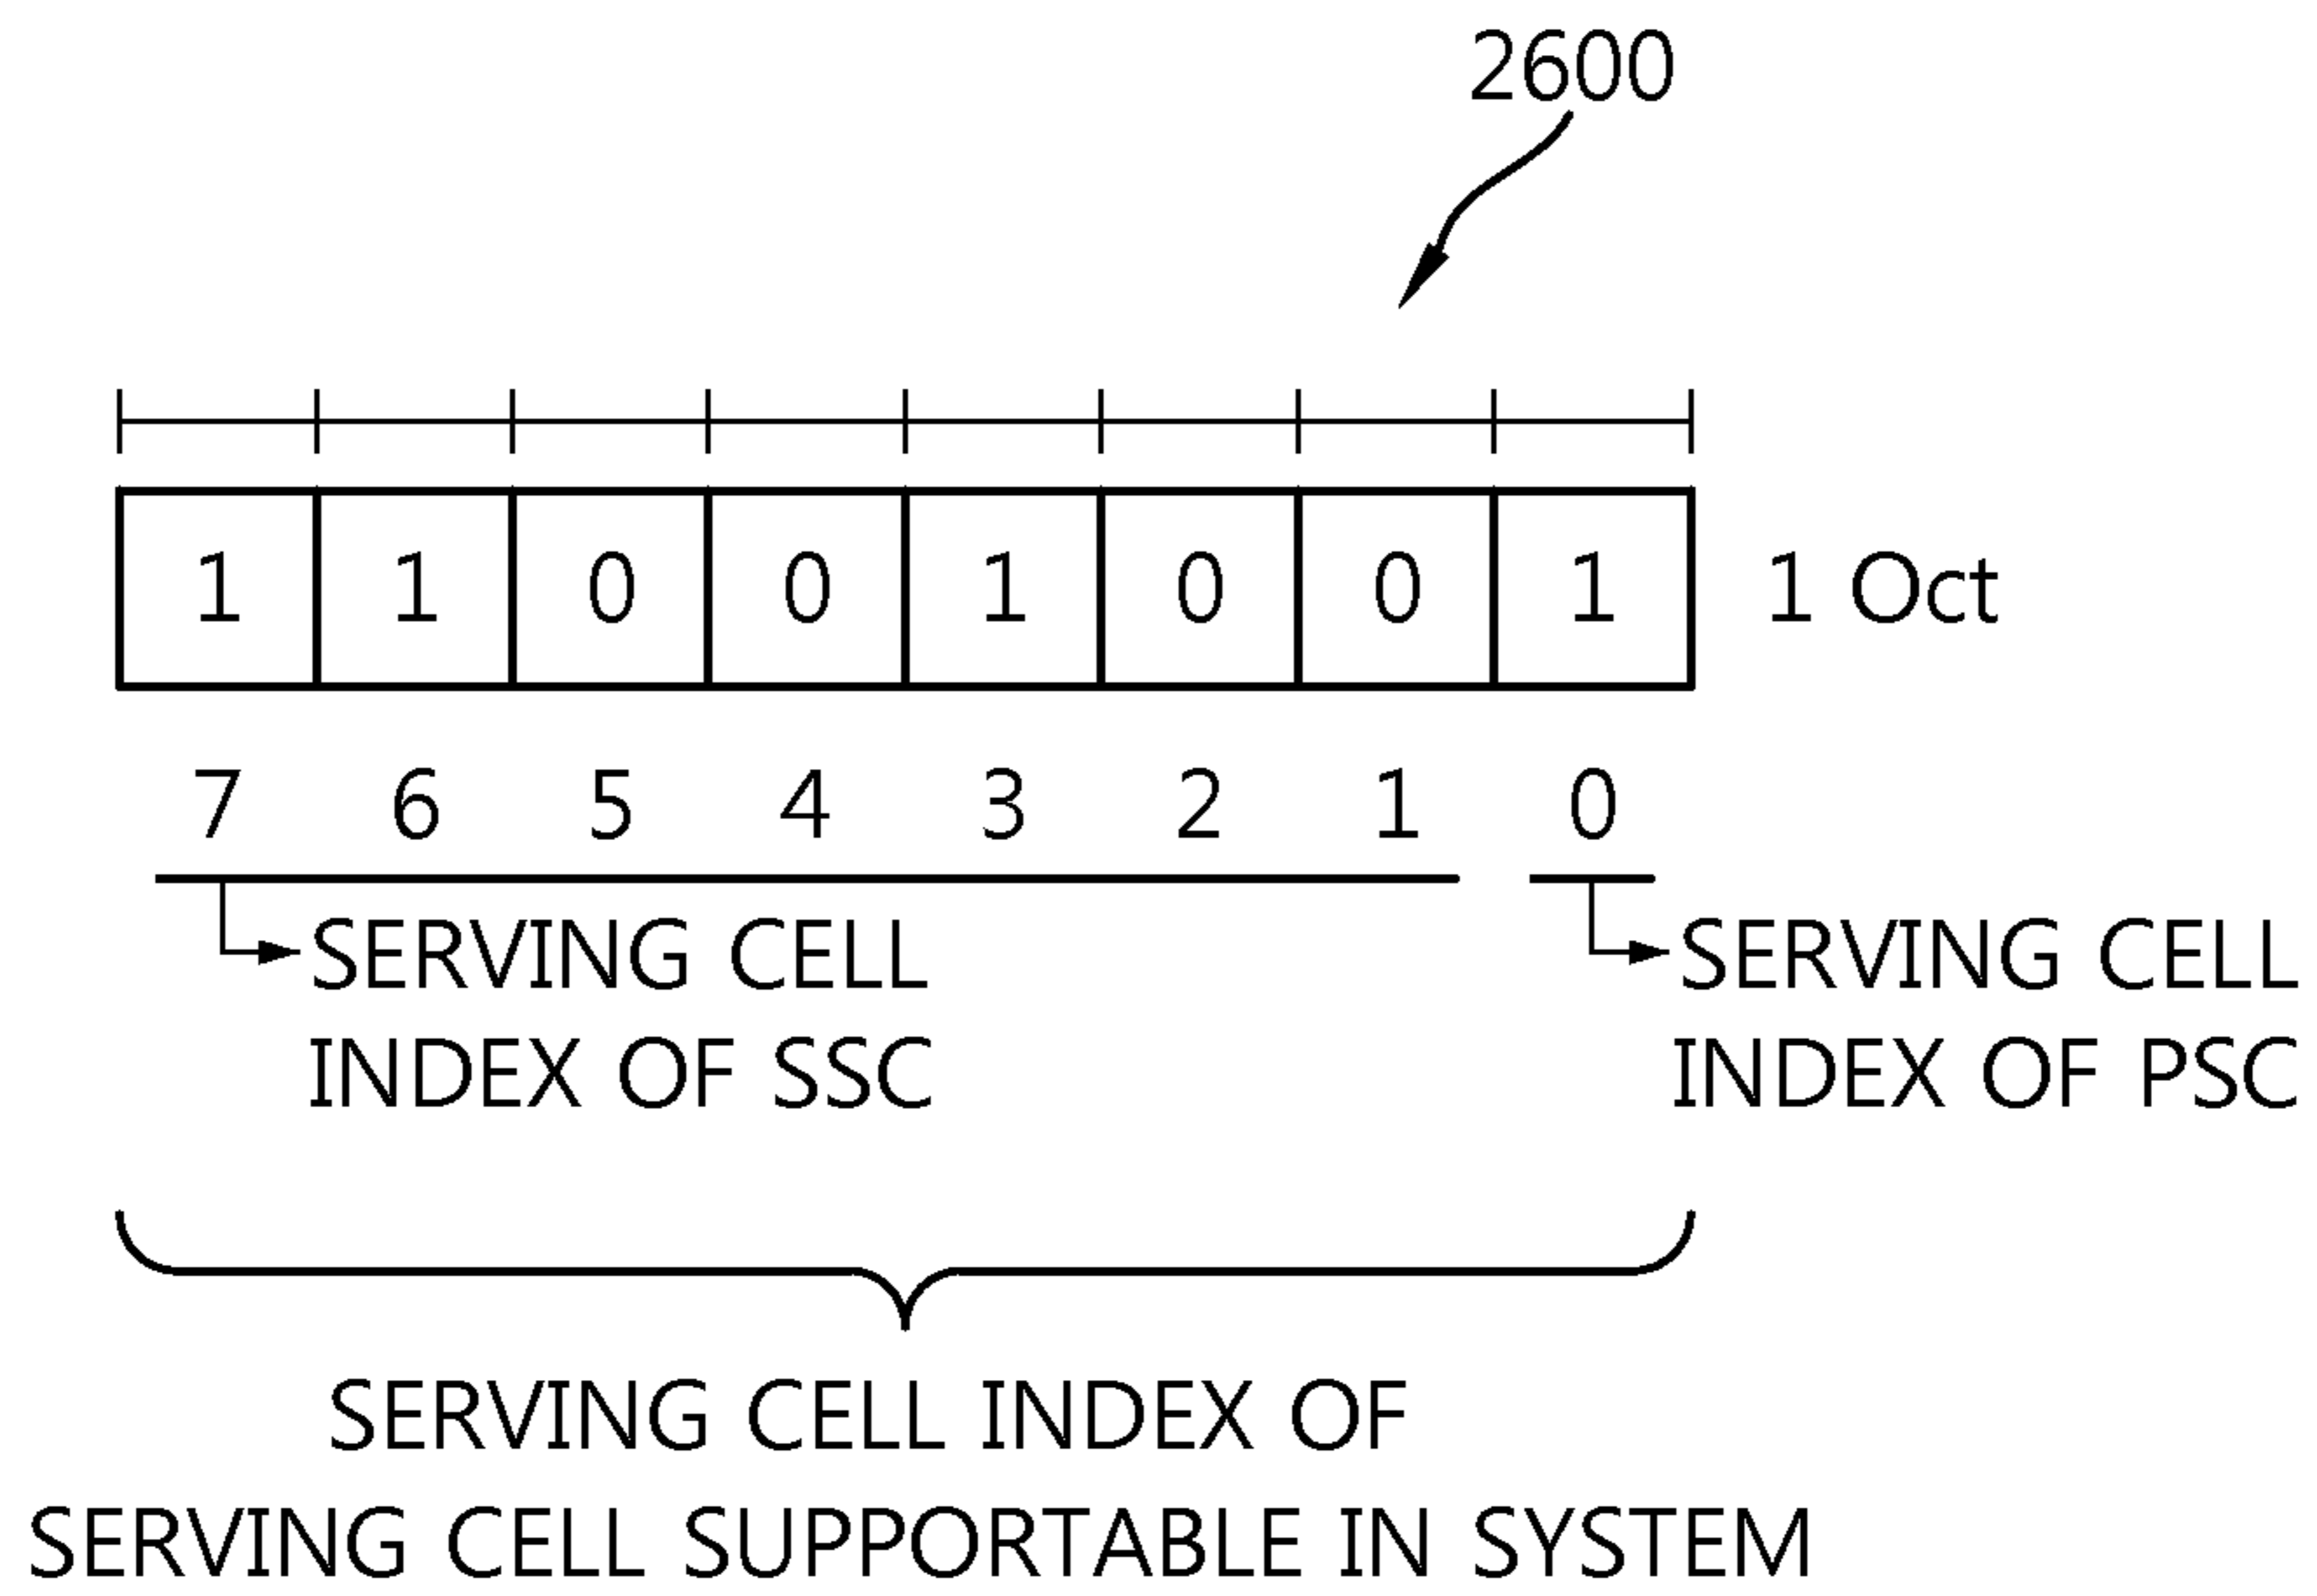 2600
1 1 0 0 1 0 0 1 1 Oct
7 6 5 4 3 2 1 0
SERVING CELL
INDEX OF SSC
SERVING CELL
INDEX OF PSC
SERVING CELL INDEX OF
SERVING CELL SUPPORTABLE IN SYSTEM